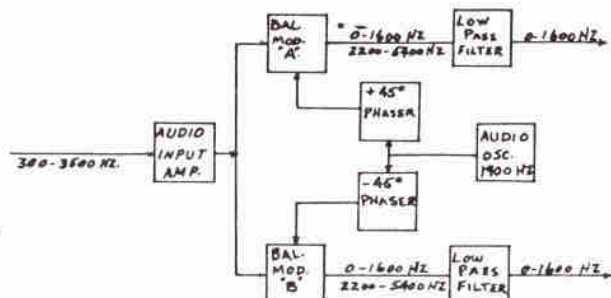 BAL.
MOD.
"A"
* 0-1600 HZ
2200-5400 HZ
LOW
PASS
FILTER
0-1600 HZ
+45°
PHASER
AUDIO
INPUT
AMP.
300-3500 HZ.
AUDIO
OSC.
1900 HZ
-45°
PHASER
BAL.
MOD.
"B"
0-1600 HZ
2200-5400 HZ
LOW
PASS
FILTER
0-1600 HZ